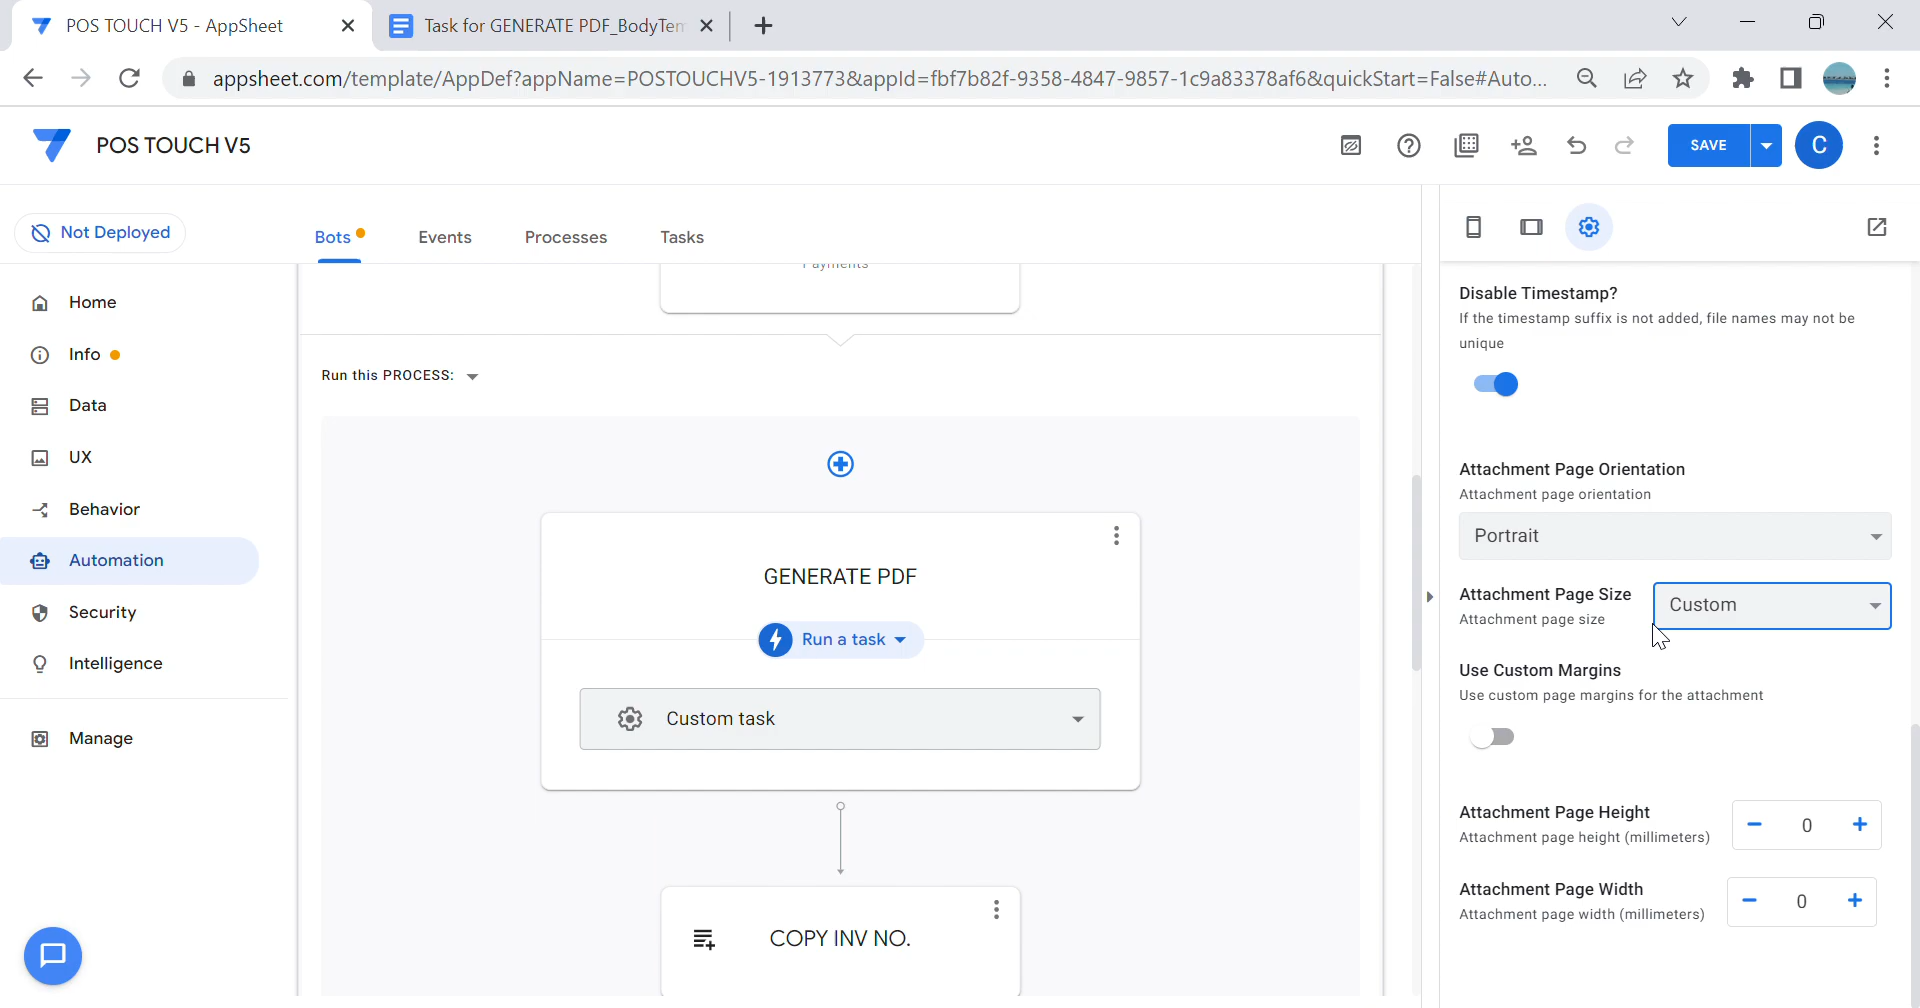 POS TOUCH V5 - AppSheet
Task for GENERATE PDF_BodyTem
appsheet.com/template/AppDef?appName=POSTOUCHV5-1913773&appId=fbf7b82f-9358-4847-9857-1c9a83378af6&quickStart=False#Auto...
POS TOUCH V5
SAVE
C
Not Deployed
Bots
Events
Processes
Tasks
Home
Info
Data
UX
Behavior
Automation
Security
Intelligence
Manage
Payments
Run this PROCESS:
GENERATE PDF
Run a task
Custom task
COPY INV NO.
Disable Timestamp?
If the timestamp suffix is not added, file names may not be
unique
Attachment Page Orientation
Attachment page orientation
Portrait
Attachment Page Size
Attachment page size
Custom
Use Custom Margins
Use custom page margins for the attachment
Attachment Page Height
Attachment page height (millimeters)
0
Attachment Page Width
Attachment page width (millimeters)
0